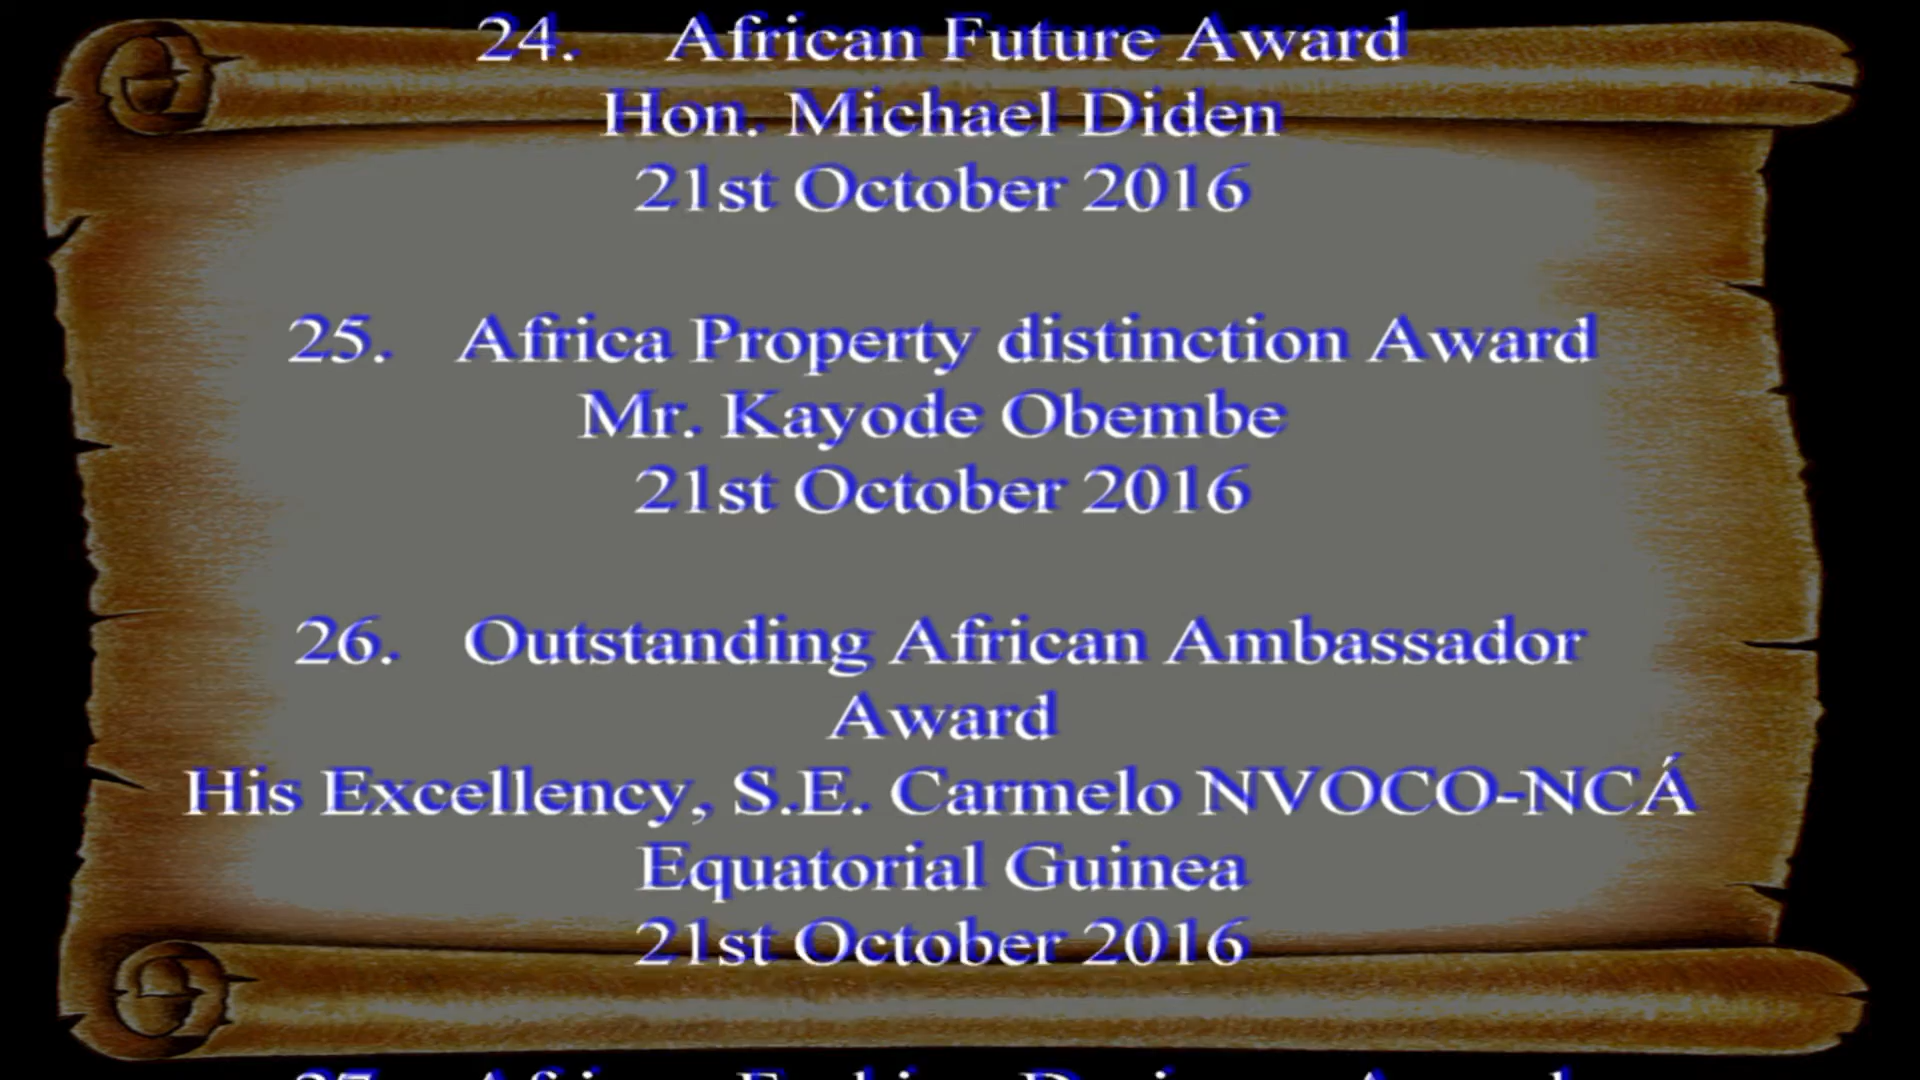 24. African Future Award
Hon. Michael Diden
21st October 2016
25. Africa Property distinction Award
Mr. Kayode Obembe
21st October 2016
26. Outstanding African Ambassador
Award
His Excellency, S.E. Carmelo NVOCO-NCÁ
Equatorial Guinea
21st October 2016